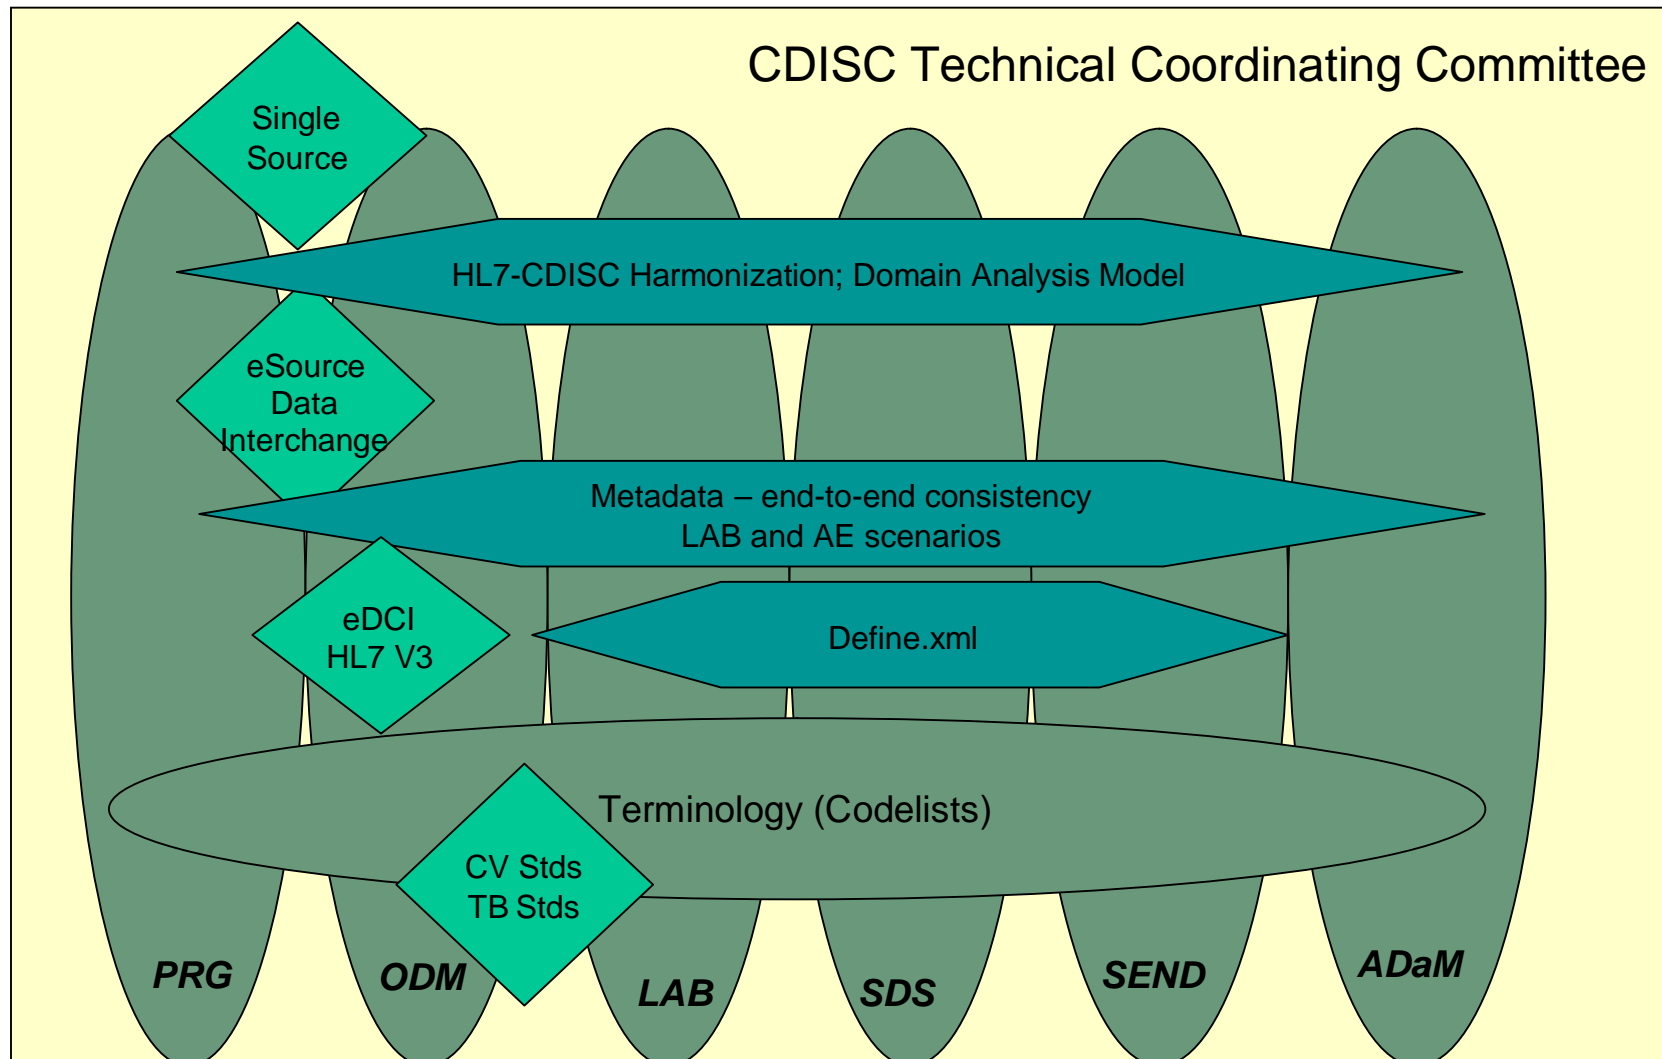 CDISC Technical Coordinating Committee
Single
Source
HL7-CDISC Harmonization; Domain Analysis Model
eSource
Data
Interchange
Metadata – end-to-end consistency
LAB and AE scenarios
eDCI
HL7 V3
Define.xml
Terminology (Codelists)
CV Stds
TB Stds
PRG
ODM
LAB
SDS
SEND
ADaM